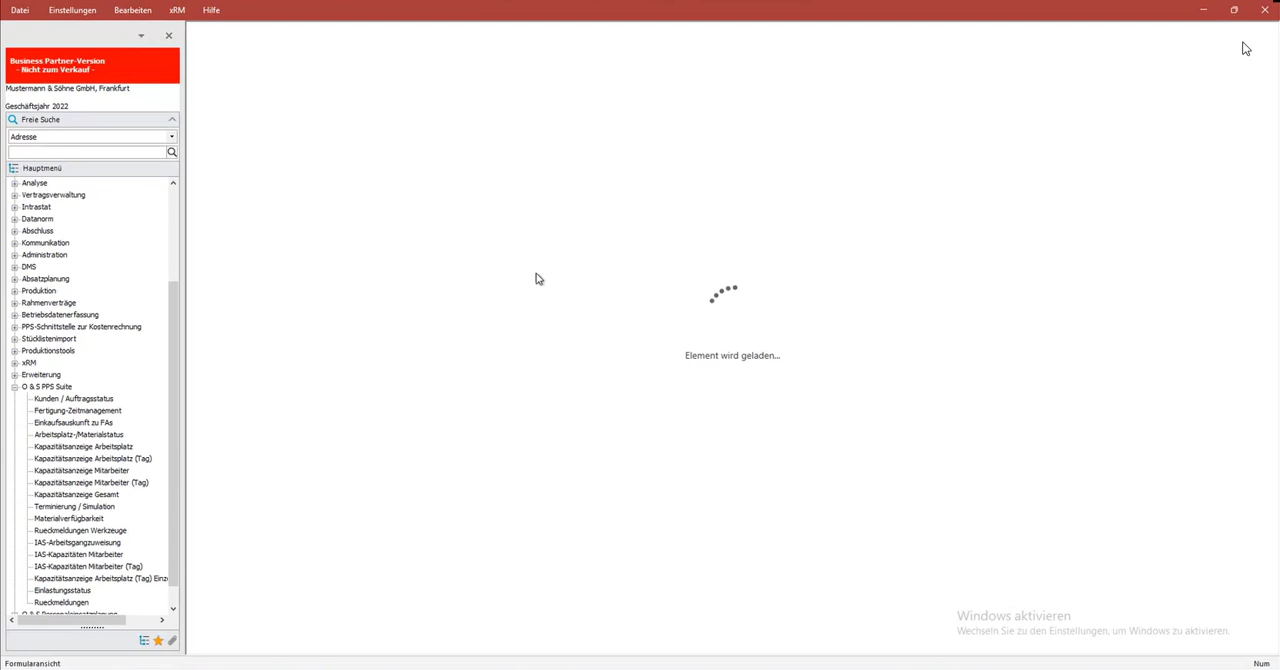 Datei Einstellungen Bearbeiten xRM Hilfe
Business Partner-Version
- Nicht zum Verkauf -
Mustermann & Söhne GmbH, Frankfurt
Geschäftsjahr 2022
Freie Suche
Adresse
Hauptmenü
Analyse
Vertragsverwaltung
Intrastat
Datanorm
Abschluss
Kommunikation
Administration
DMS
Absatzplanung
Produktion
Rahmenverträge
Betriebsdatenerfassung
PPS-Schnittstelle zur Kostenrechnung
Stücklistenimport
Produktionstools
xRM
Erweiterung
O & S PPS Suite
Kunden / Auftragsstatus
Fertigung-Zeitmanagement
Einkaufsauskunft zu FAs
Arbeitsplatz-/Materialstatus
Kapazitätsanzeige Arbeitsplatz
Kapazitätsanzeige Arbeitsplatz (Tag)
Kapazitätsanzeige Mitarbeiter
Kapazitätsanzeige Mitarbeiter (Tag)
Kapazitätsanzeige Gesamt
Terminierung / Simulation
Materialverfügbarkeit
Rueckmeldungen Werkzeuge
IAS-Arbeitsgangzuweisung
IAS-Kapazitäten Mitarbeiter
IAS-Kapazitäten Mitarbeiter (Tag)
Kapazitätsanzeige Arbeitsplatz (Tag) Einz
Einlastungsstatus
Rueckmeldungen
O & S Personaleinsatzplanung
Element wird geladen...
Windows aktivieren
Wechseln Sie zu den Einstellungen, um Windows zu aktivieren.
Formularansicht
Num